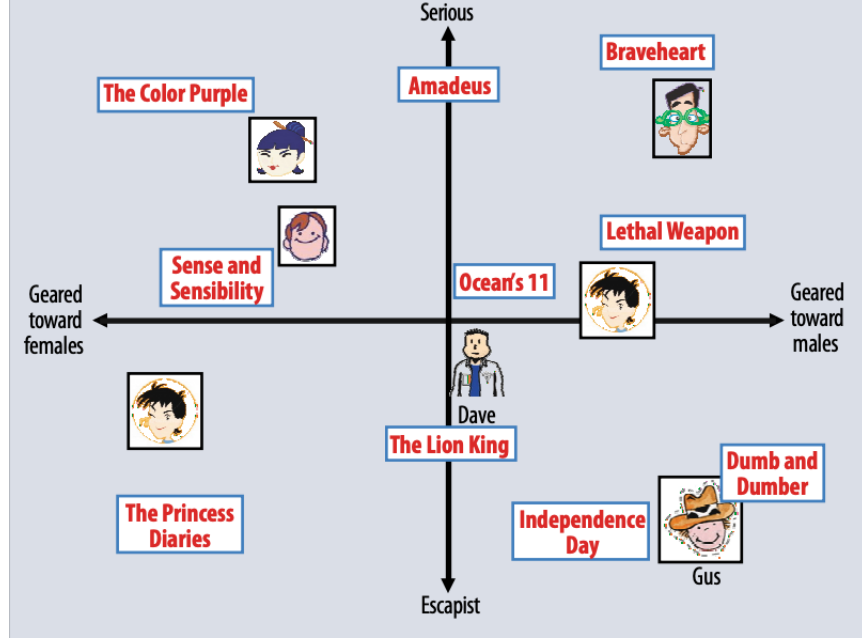 Serious
Braveheart
Amadeus
The Color Purple
Lethal Weapon
Sense and
Sensibility
Ocean's 11
Geared
toward
females
Geared
toward
males
Dave
The Lion King
Dumb and
Dumber
The Princess
Diaries
Independence
Day
Gus
Escapist